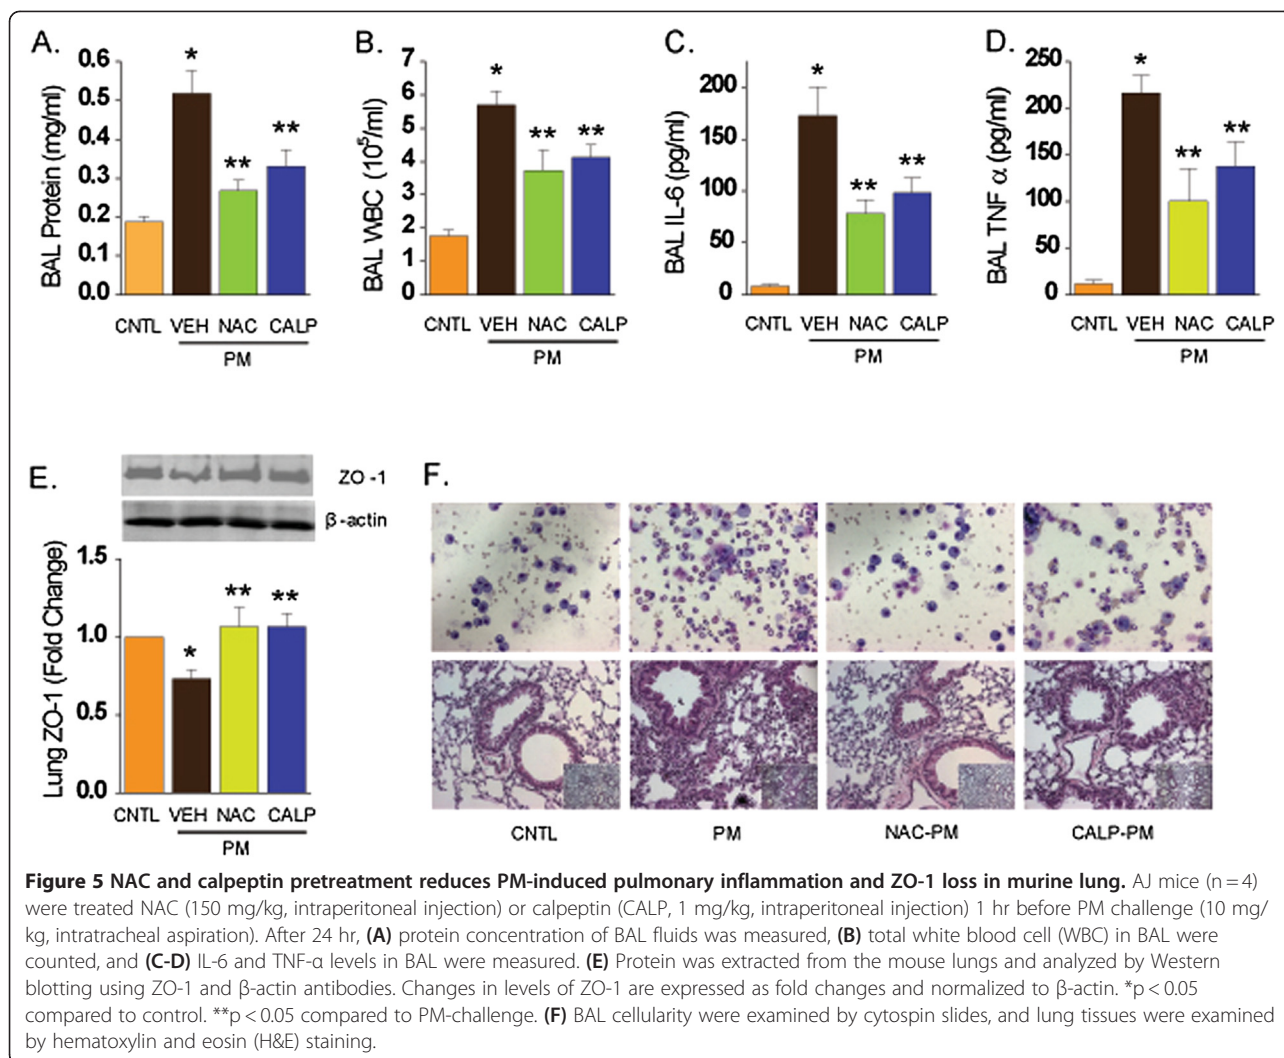 A.
BAL Protein (mg/ml)
0.6
0.5
0.4
0.3
0.2
0.1
0.0
*
**
**
CNTL VEH NAC CALP
PM
B.
BAL WBC (10⁵/ml)
7
6
5
4
3
2
1
0
*
**
**
CNTL VEH NAC CALP
PM
C.
BAL IL-6 (pg/ml)
200
150
100
50
0
*
**
**
CNTL VEH NAC CALP
PM
D.
BAL TNF α (pg/ml)
250
200
150
100
50
0
*
**
**
CNTL VEH NAC CALP
PM
E.
ZO -1
β-actin
Lung ZO-1 (Fold Change)
1.5
1.0
0.5
0.0
*
**
**
CNTL VEH NAC CALP
PM
F.
CNTL PM NAC-PM CALP-PM
Figure 5 NAC and calpeptin pretreatment reduces PM-induced pulmonary inflammation and ZO-1 loss in murine lung. AJ mice (n = 4)
were treated NAC (150 mg/kg, intraperitoneal injection) or calpeptin (CALP, 1 mg/kg, intraperitoneal injection) 1 hr before PM challenge (10 mg/
kg, intratracheal aspiration). After 24 hr, (A) protein concentration of BAL fluids was measured, (B) total white blood cell (WBC) in BAL were
counted, and (C-D) IL-6 and TNF-α levels in BAL were measured. (E) Protein was extracted from the mouse lungs and analyzed by Western
blotting using ZO-1 and β-actin antibodies. Changes in levels of ZO-1 are expressed as fold changes and normalized to β-actin. *p < 0.05
compared to control. **p < 0.05 compared to PM-challenge. (F) BAL cellularity were examined by cytospin slides, and lung tissues were examined
by hematoxylin and eosin (H&E) staining.